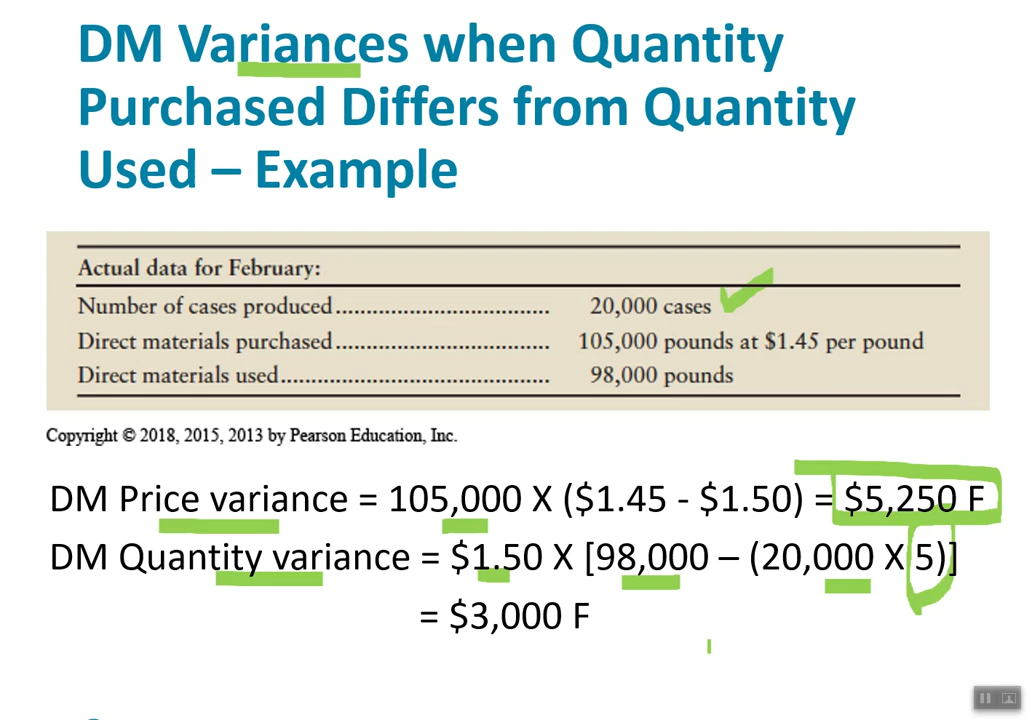 DM Variances when Quantity
Purchased Differs from Quantity
Used – Example
Actual data for February:
Number of cases produced.................................... 20,000 cases
Direct materials purchased.................................... 105,000 pounds at $1.45 per pound
Direct materials used............................................ 98,000 pounds
Copyright © 2018, 2015, 2013 by Pearson Education, Inc.
DM Price variance = 105,000 X ($1.45 - $1.50) = $5,250 F
DM Quantity variance = $1.50 X [98,000 – (20,000 X 5)]
= $3,000 F